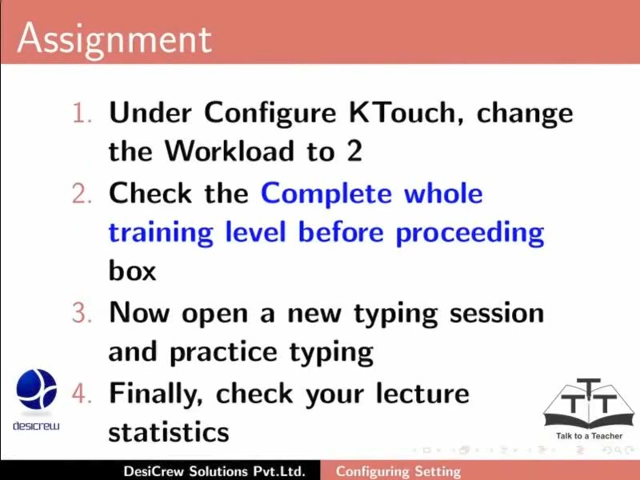 Assignment
1. Under Configure KTouch, change
the Workload to 2
2. Check the Complete whole
training level before proceeding
box
3. Now open a new typing session
and practice typing
4. Finally, check your lecture
statistics
desicrew
TTT
Talk to a Teacher
DesiCrew Solutions Pvt.Ltd. Configuring Setting